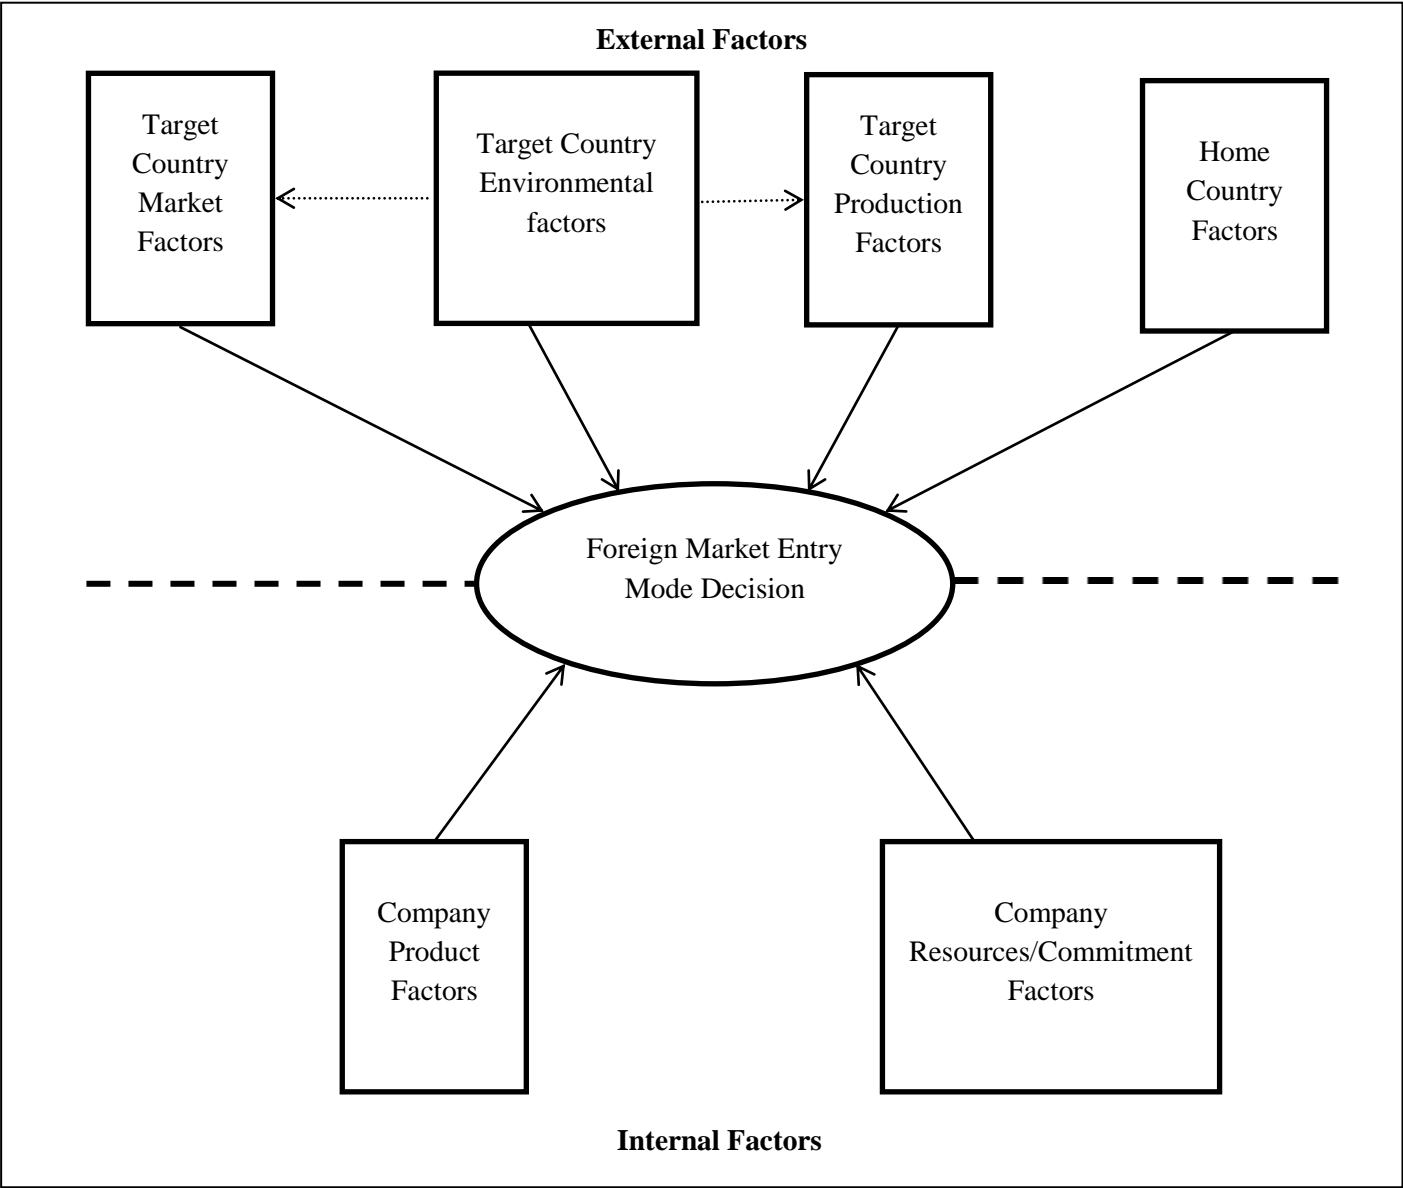 External Factors
Target
Country
Market
Factors
Target Country
Environmental
factors
Target
Country
Production
Factors
Home
Country
Factors
Foreign Market Entry
Mode Decision
Company
Product
Factors
Company
Resources/Commitment
Factors
Internal Factors